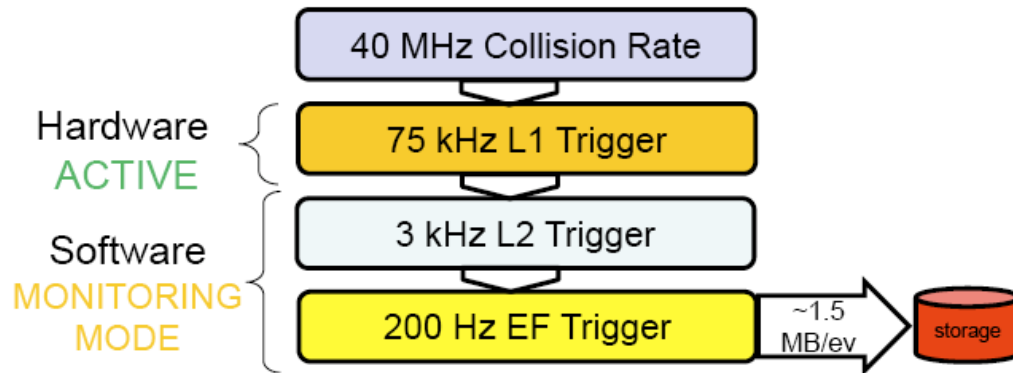 40 MHz Collision Rate
Hardware
ACTIVE
75 kHz L1 Trigger
Software
MONITORING
MODE
3 kHz L2 Trigger
200 Hz EF Trigger
~1.5
MB/ev
storage